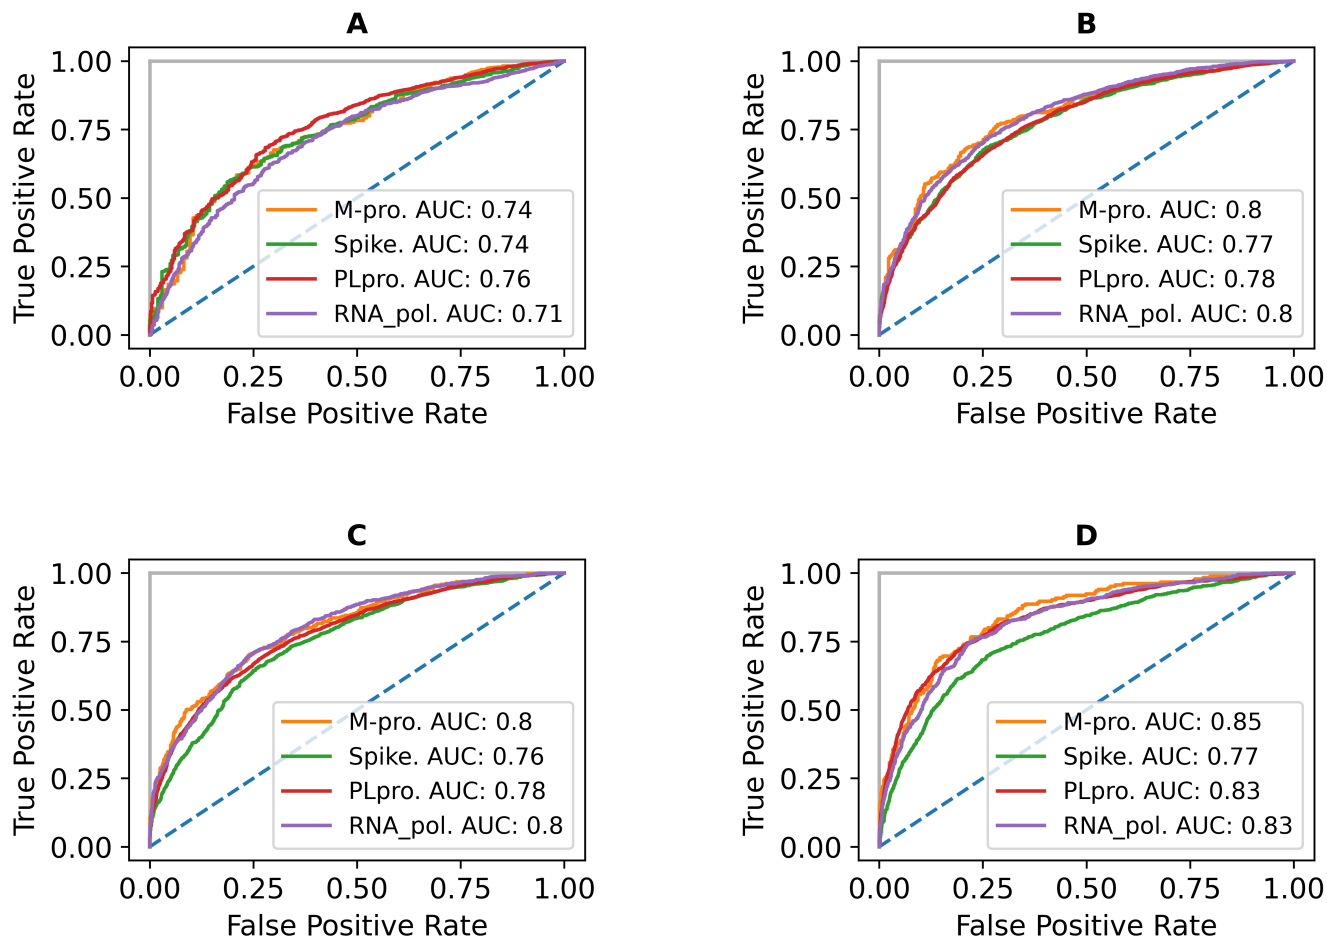 A
True Positive Rate
1.00
0.75
0.50
0.25
0.00
M-pro. AUC: 0.74
Spike. AUC: 0.74
PLpro. AUC: 0.76
RNA_pol. AUC: 0.71
0.00 0.25 0.50 0.75 1.00
False Positive Rate
B
True Positive Rate
1.00
0.75
0.50
0.25
0.00
M-pro. AUC: 0.8
Spike. AUC: 0.77
PLpro. AUC: 0.78
RNA_pol. AUC: 0.8
0.00 0.25 0.50 0.75 1.00
False Positive Rate
C
True Positive Rate
1.00
0.75
0.50
0.25
0.00
M-pro. AUC: 0.8
Spike. AUC: 0.76
PLpro. AUC: 0.78
RNA_pol. AUC: 0.8
0.00 0.25 0.50 0.75 1.00
False Positive Rate
D
True Positive Rate
1.00
0.75
0.50
0.25
0.00
M-pro. AUC: 0.85
Spike. AUC: 0.77
PLpro. AUC: 0.83
RNA_pol. AUC: 0.83
0.00 0.25 0.50 0.75 1.00
False Positive Rate